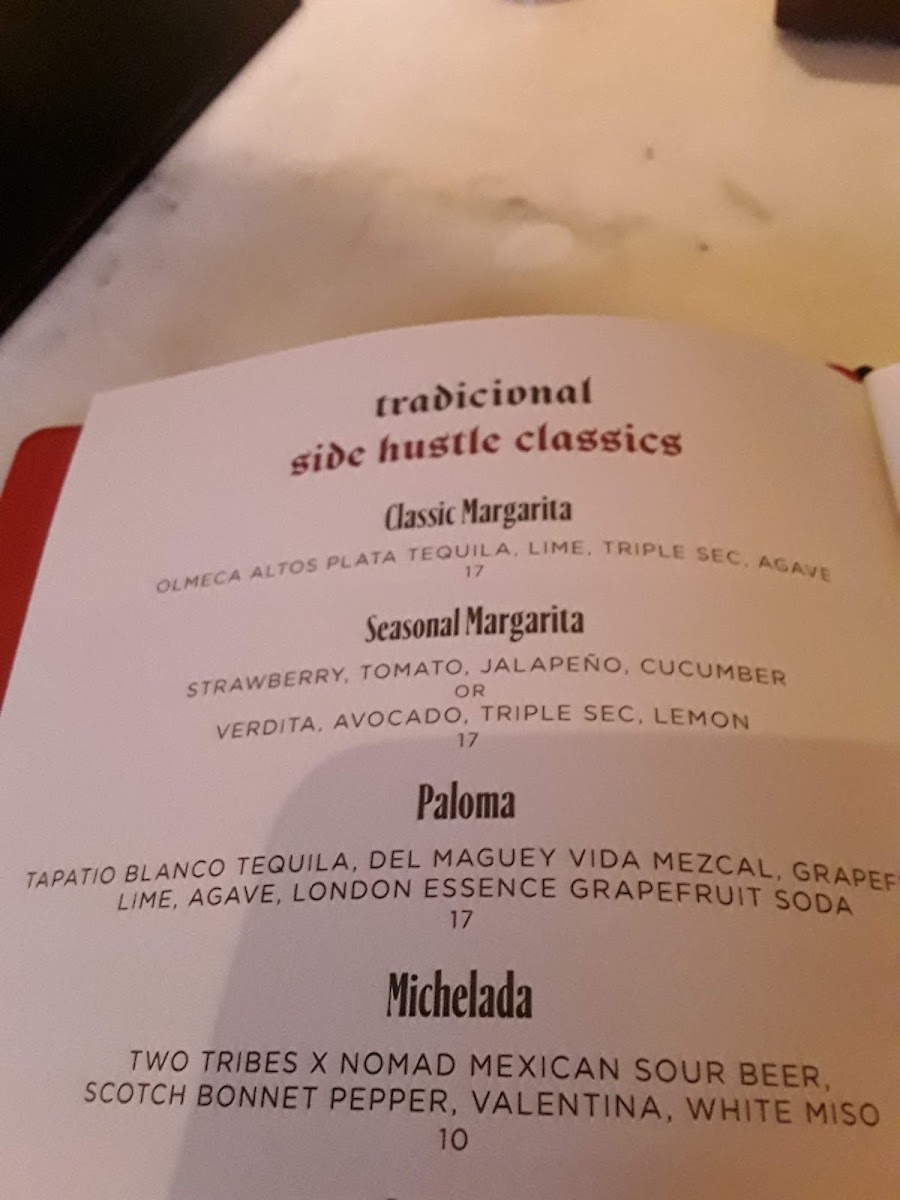 tradicional
side hustle classics
Classic Margarita
OLMECA ALTOS PLATA TEQUILA, LIME, TRIPLE SEC, AGAVE
17
Seasonal Margarita
STRAWBERRY, TOMATO, JALAPEÑO, CUCUMBER
OR
VERDITA, AVOCADO, TRIPLE SEC, LEMON
17
Paloma
TAPATIO BLANCO TEQUILA, DEL MAGUEY VIDA MEZCAL,
LIME, AGAVE, LONDON ESSENCE GRAPEFRUIT SODA
17
Michelada
TWO TRIBES X NOMAD MEXICAN SOUR BEER,
SCOTCH BONNET PEPPER, VALENTINA, WHITE MISO
10